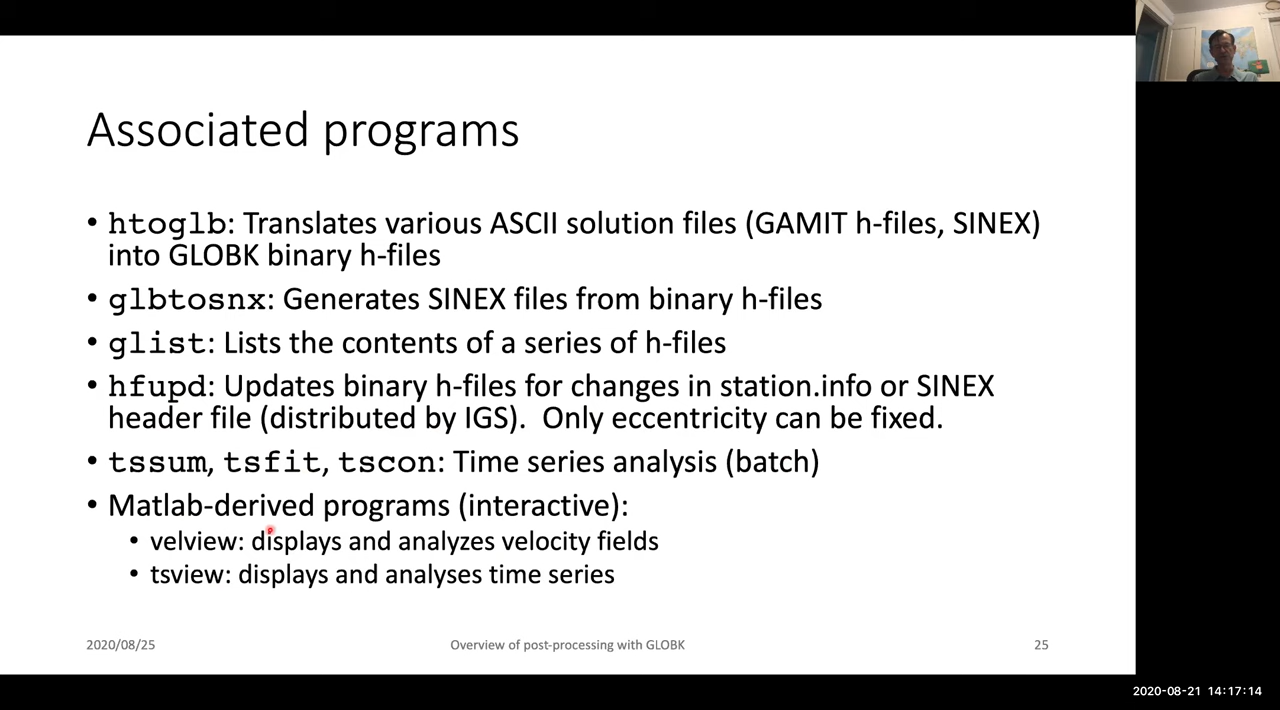 Associated programs
• htoglb: Translates various ASCII solution files (GAMIT h-files, SINEX)
into GLOBK binary h-files
• glbtosnx: Generates SINEX files from binary h-files
• glist: Lists the contents of a series of h-files
• hfupd: Updates binary h-files for changes in station.info or SINEX
header file (distributed by IGS).  Only eccentricity can be fixed.
• tssum, tsfit, tscon: Time series analysis (batch)
• Matlab-derived programs (interactive):
• velview: displays and analyzes velocity fields
• tsview: displays and analyses time series
2020/08/25 Overview of post-processing with GLOBK 25
2020-08-21 14:17:14